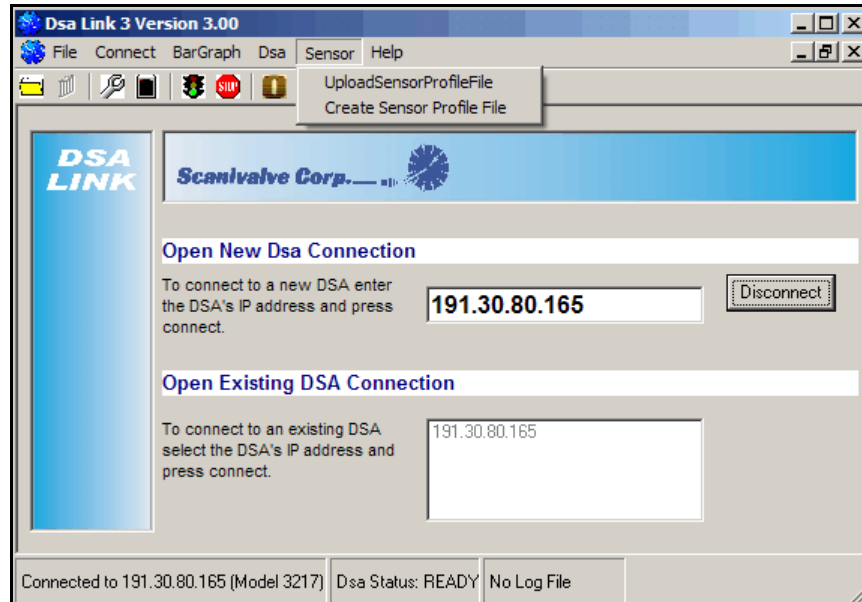 Dsa Link 3 Version 3.00
File Connect BarGraph Dsa Sensor Help
UploadSensorProfileFile
Create Sensor Profile File
STOP
DSA
LINK
Scanivalve Corp.
Open New Dsa Connection
To connect to a new DSA enter
the DSA's IP address and press
connect.
191.30.80.165
Disconnect
Open Existing DSA Connection
To connect to an existing DSA
select the DSA's IP address and
press connect.
191.30.80.165
Connected to 191.30.80.165 (Model 3217) Dsa Status: READY No Log File